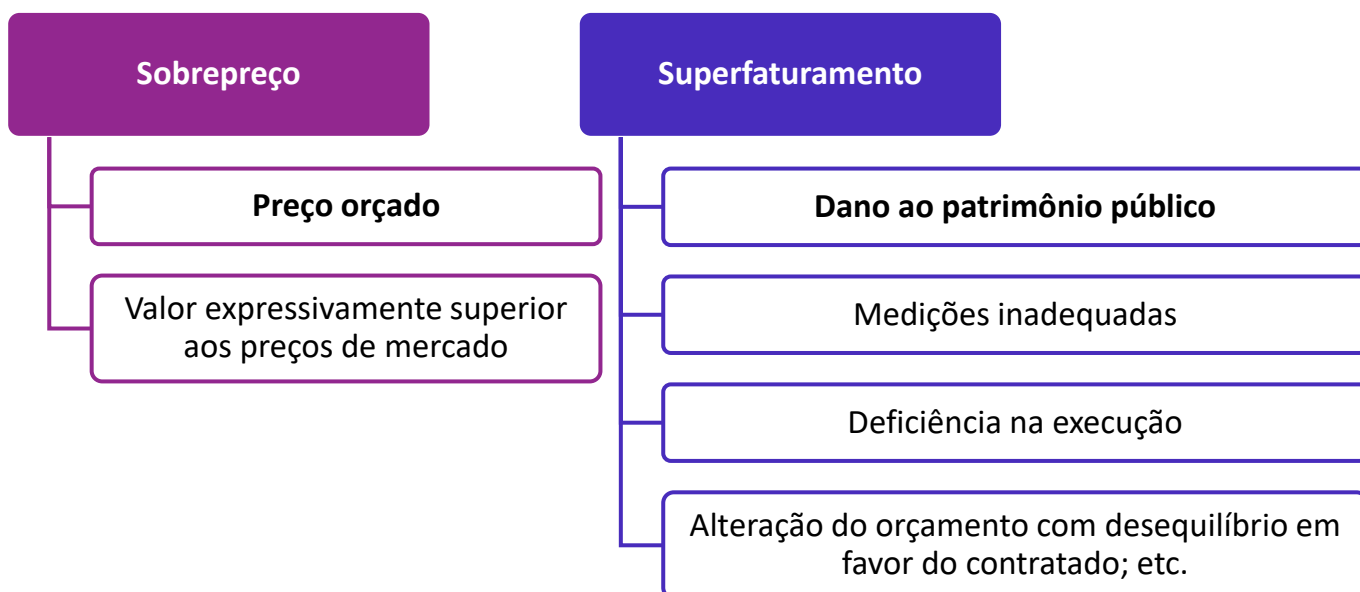 Sobrepreço
Preço orçado
Valor expressivamente superior
aos preços de mercado
Superfaturamento
Dano ao patrimônio público
Medições inadequadas
Deficiência na execução
Alteração do orçamento com desequilíbrio em
favor do contratado; etc.